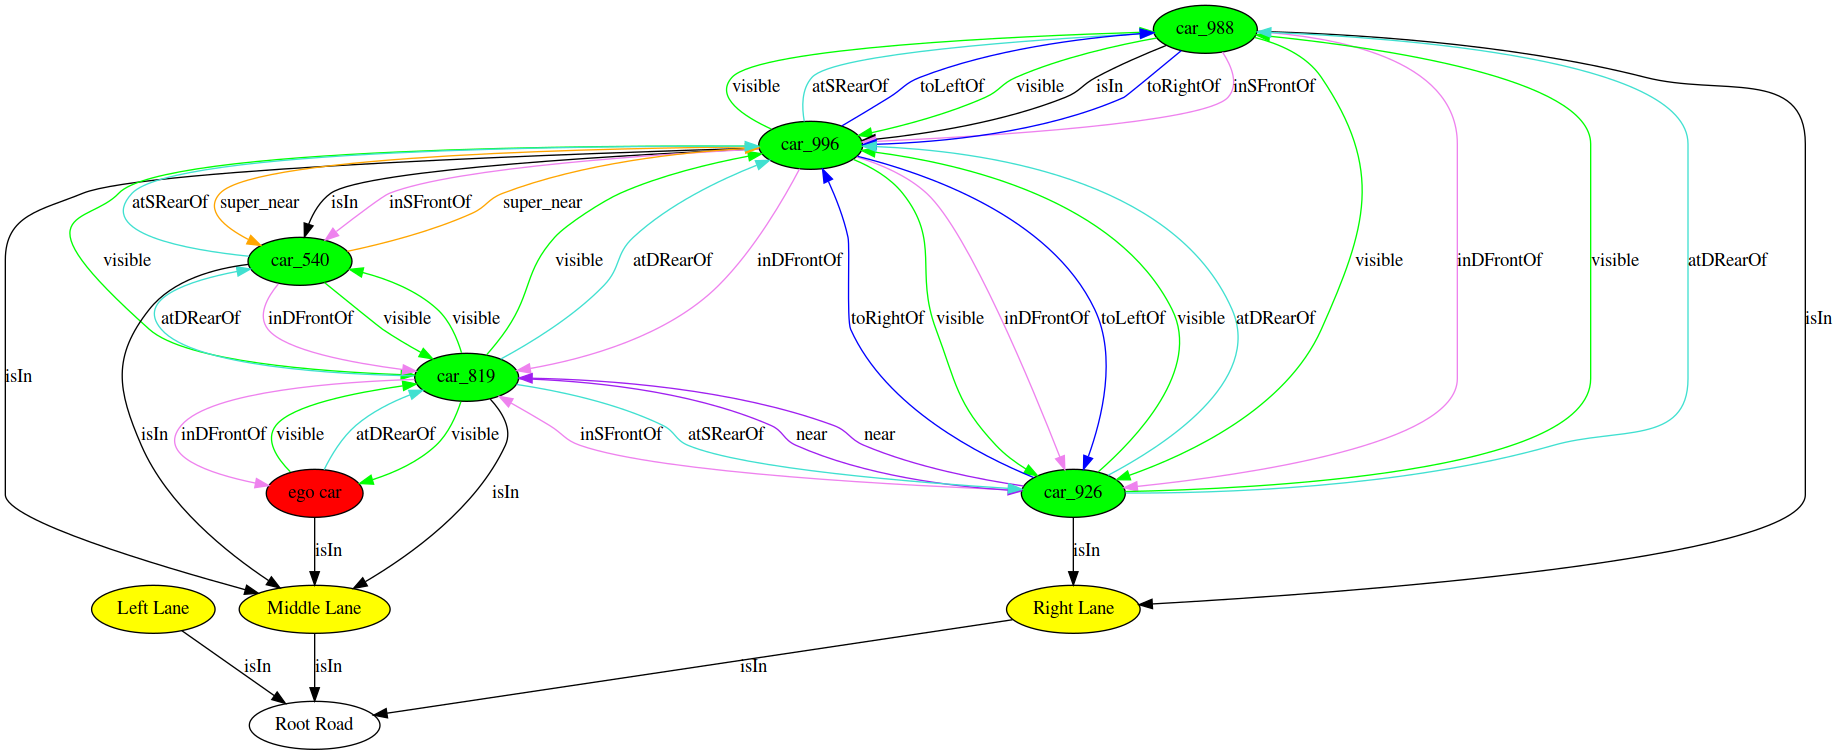 car_988
visible
atSRearOf
toLeftOf
visible
isIn
toRightOf
inSFrontOf
car_996
atSRearOf
super_near
isIn
inSFrontOf
super_near
visible
car_540
visible
atDRearOf
inDFrontOf
visible
inDFrontOf
visible
atDRearOf
atDRearOf
inDFrontOf
visible
visible
toRightOf
visible
inDFrontOf
toLeftOf
visible
atDRearOf
isIn
isIn
car_819
isIn
inDFrontOf
visible
atDRearOf
visible
inSFrontOf
atSRearOf
near
near
ego car
isIn
car_926
isIn
isIn
Left Lane
Middle Lane
Right Lane
isIn
isIn
isIn
Root Road